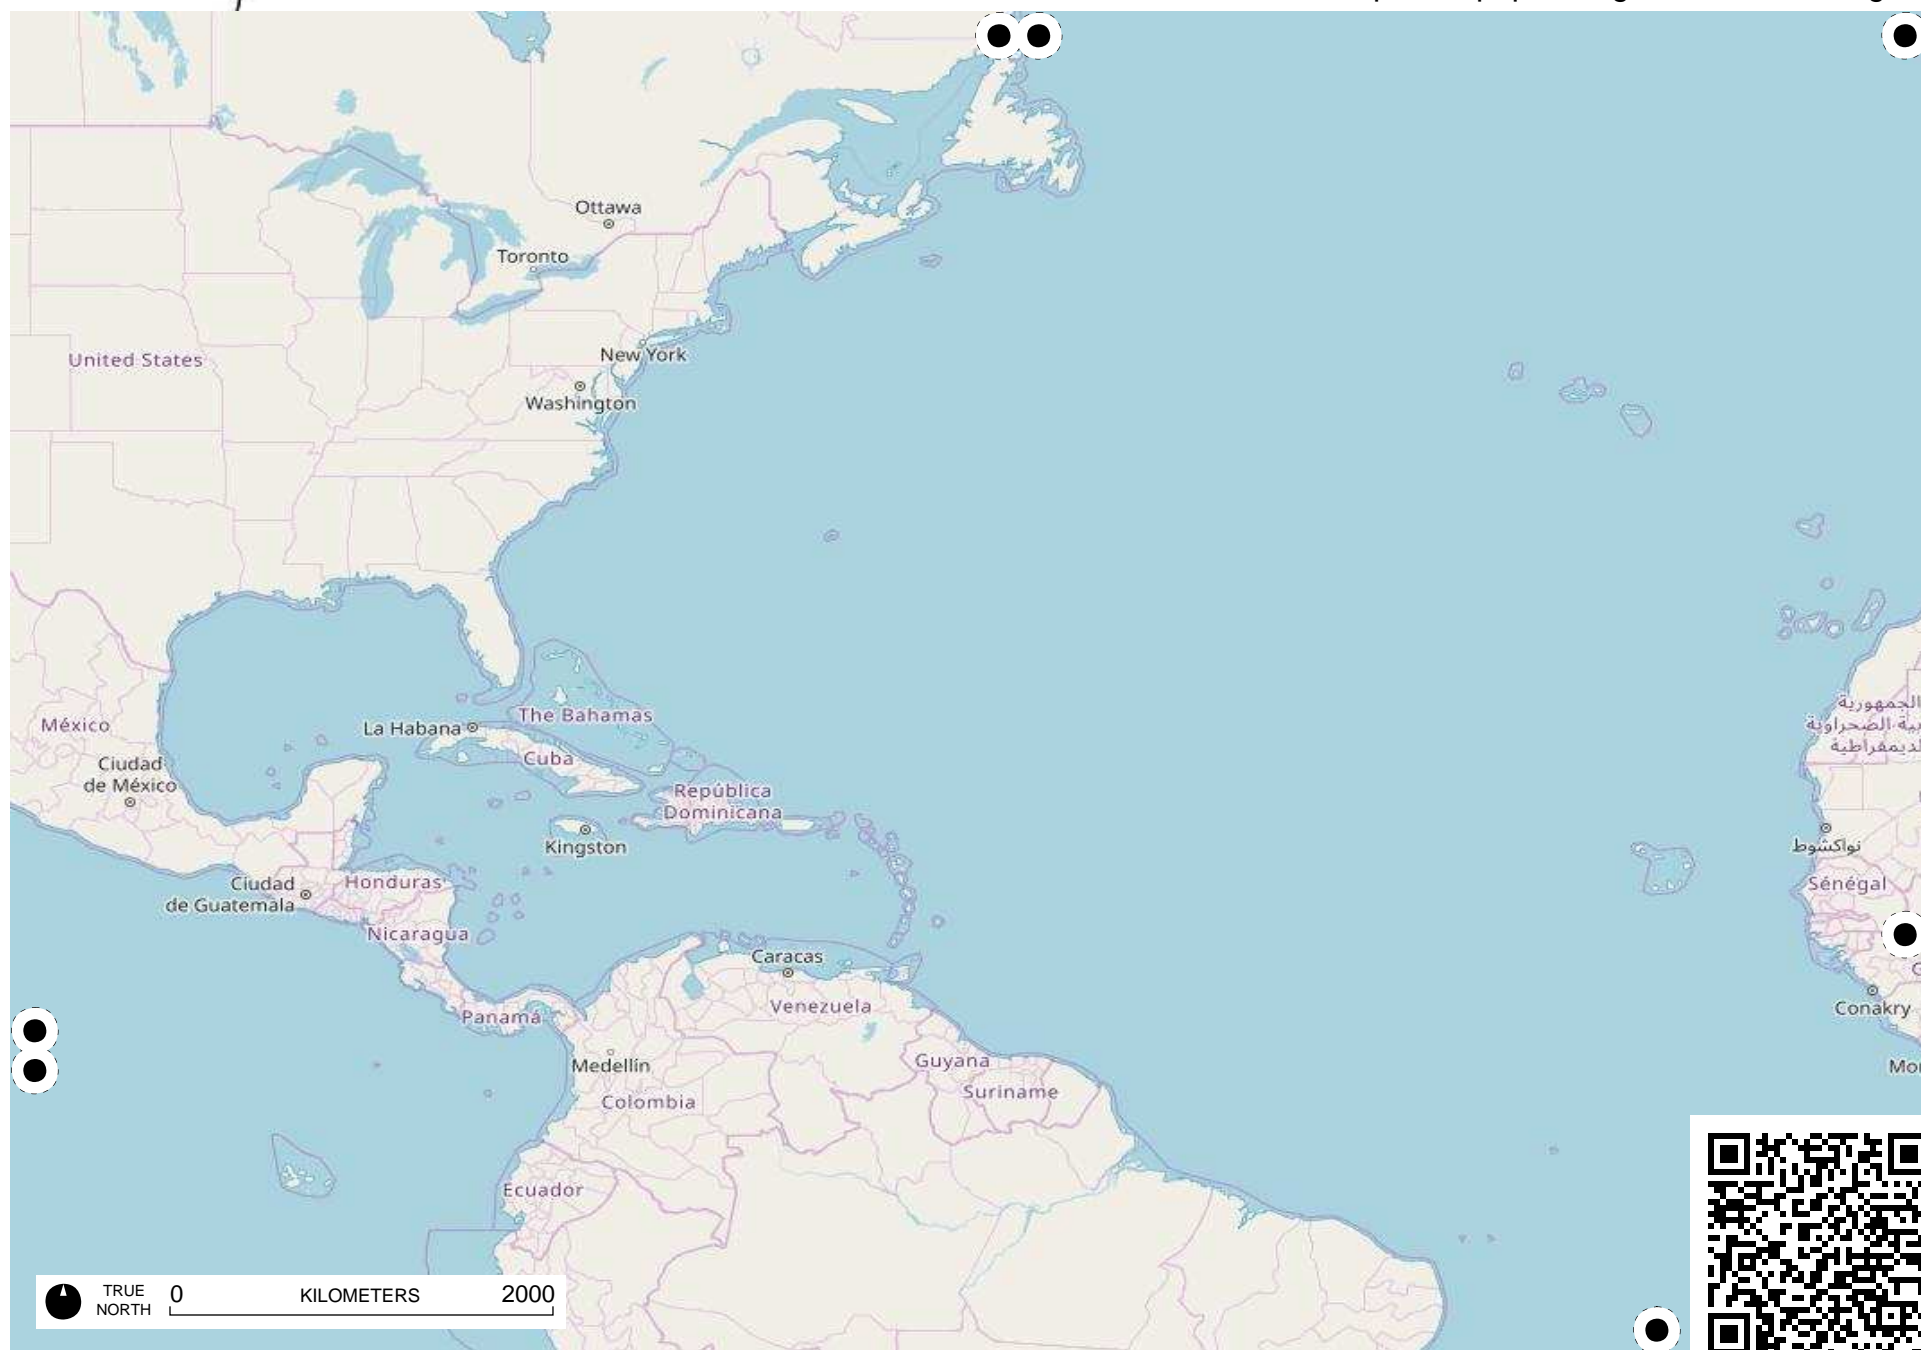 Ottawa
Toronto
United States
New York
Washington
México
La Habana
The Bahamas
Ciudad
de México
Cuba
República
Dominicana
Kingston
نواكشوط
Ciudad
de Guatemala
Honduras
Sénégal
Nicaragua
Caracas
Venezuela
Panamá
Conakry
Medellín
Guyana
Suriname
Colombia
Ecuador
TRUE
NORTH
0
KILOMETERS
2000